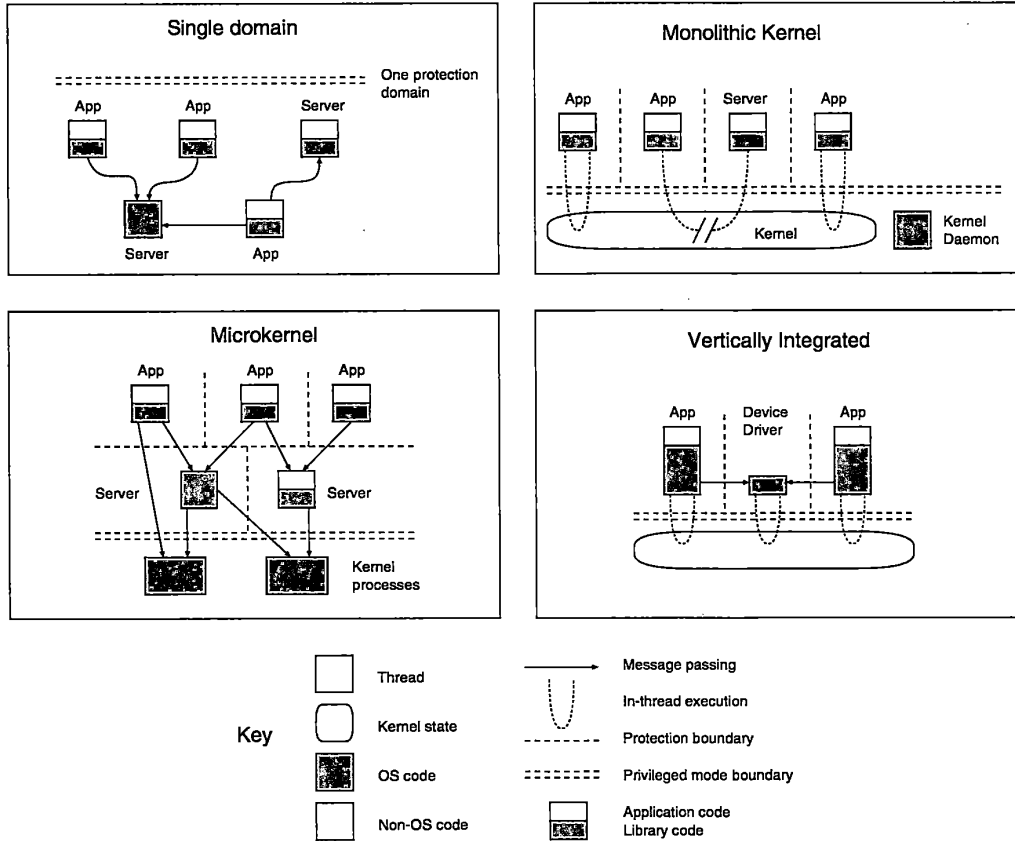 Single domain
One protection
domain
App
App
Server
Server
App
Monolithic Kernel
App
App
Server
App
Kernel
Kernel
Daemon
Microkernel
App
App
App
Server
Server
Kernel
processes
Vertically Integrated
App
Device
Driver
App
Key
Thread
Kernel state
OS code
Non-OS code
Message passing
In-thread execution
Protection boundary
Privileged mode boundary
Application code
Library code